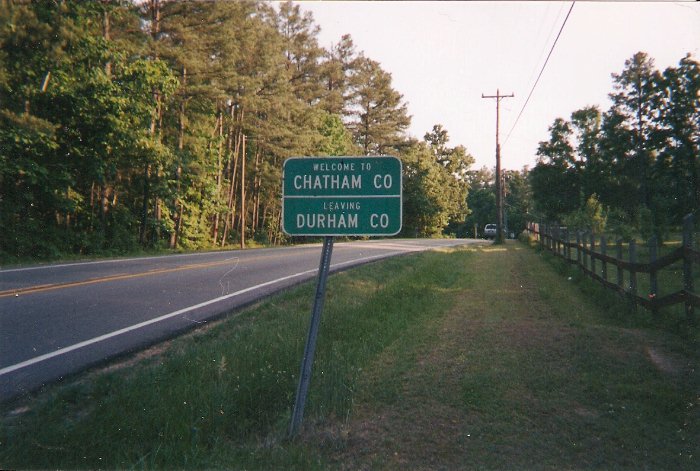 WELCOME TO
CHATHAM CO
LEAVING
DURHAM CO